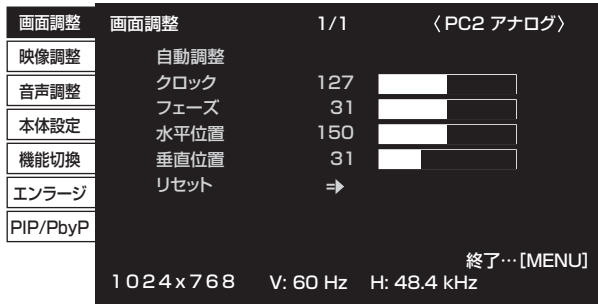 画面調整
映像調整
音声調整
本体設定
機能切換
エンラージ
PIP/PbyP
画面調整 1/1 〈PC2 アナログ〉
自動調整
クロック 127
フェーズ 31
水平位置 150
垂直位置 31
リセット
終了…[MENU]
1024x768 V: 60 Hz H: 48.4 kHz